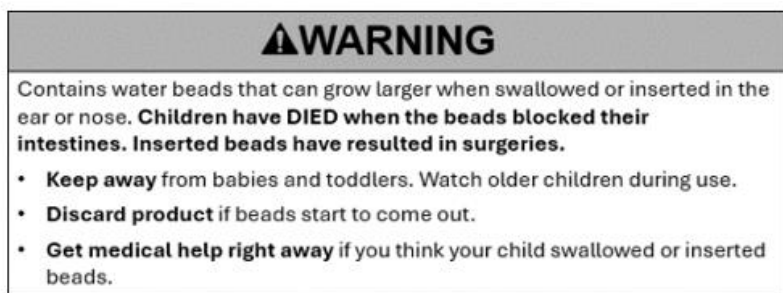 ⚠WARNING
Contains water beads that can grow larger when swallowed or inserted in the
ear or nose. Children have DIED when the beads blocked their
intestines. Inserted beads have resulted in surgeries.
• Keep away from babies and toddlers. Watch older children during use.
• Discard product if beads start to come out.
• Get medical help right away if you think your child swallowed or inserted
beads.